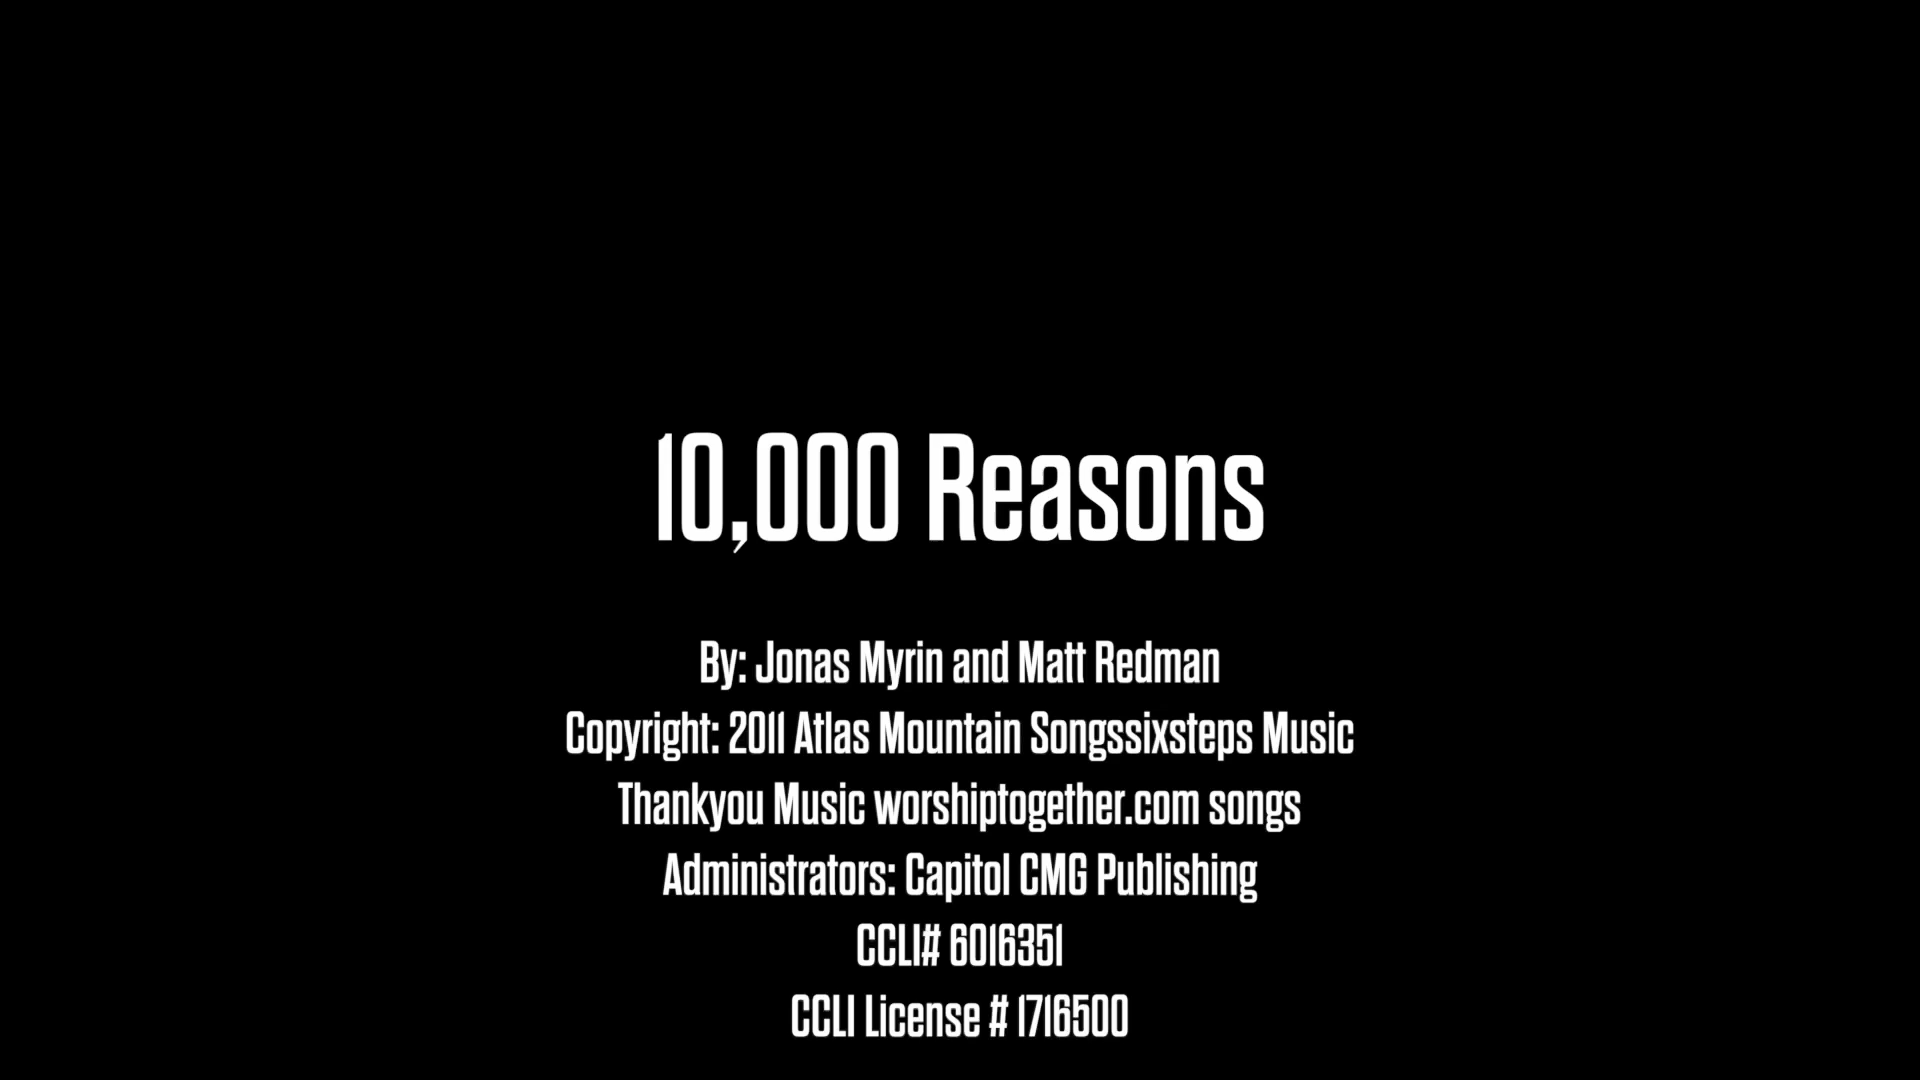 10,000 Reasons
By: Jonas Myrin and Matt Redman
Copyright: 2011 Atlas Mountain Songssixsteps Music
Thankyou Music worshiptogether.com songs
Administrators: Capitol CMG Publishing
CCLI# 6016351
CCLI License # 1716500